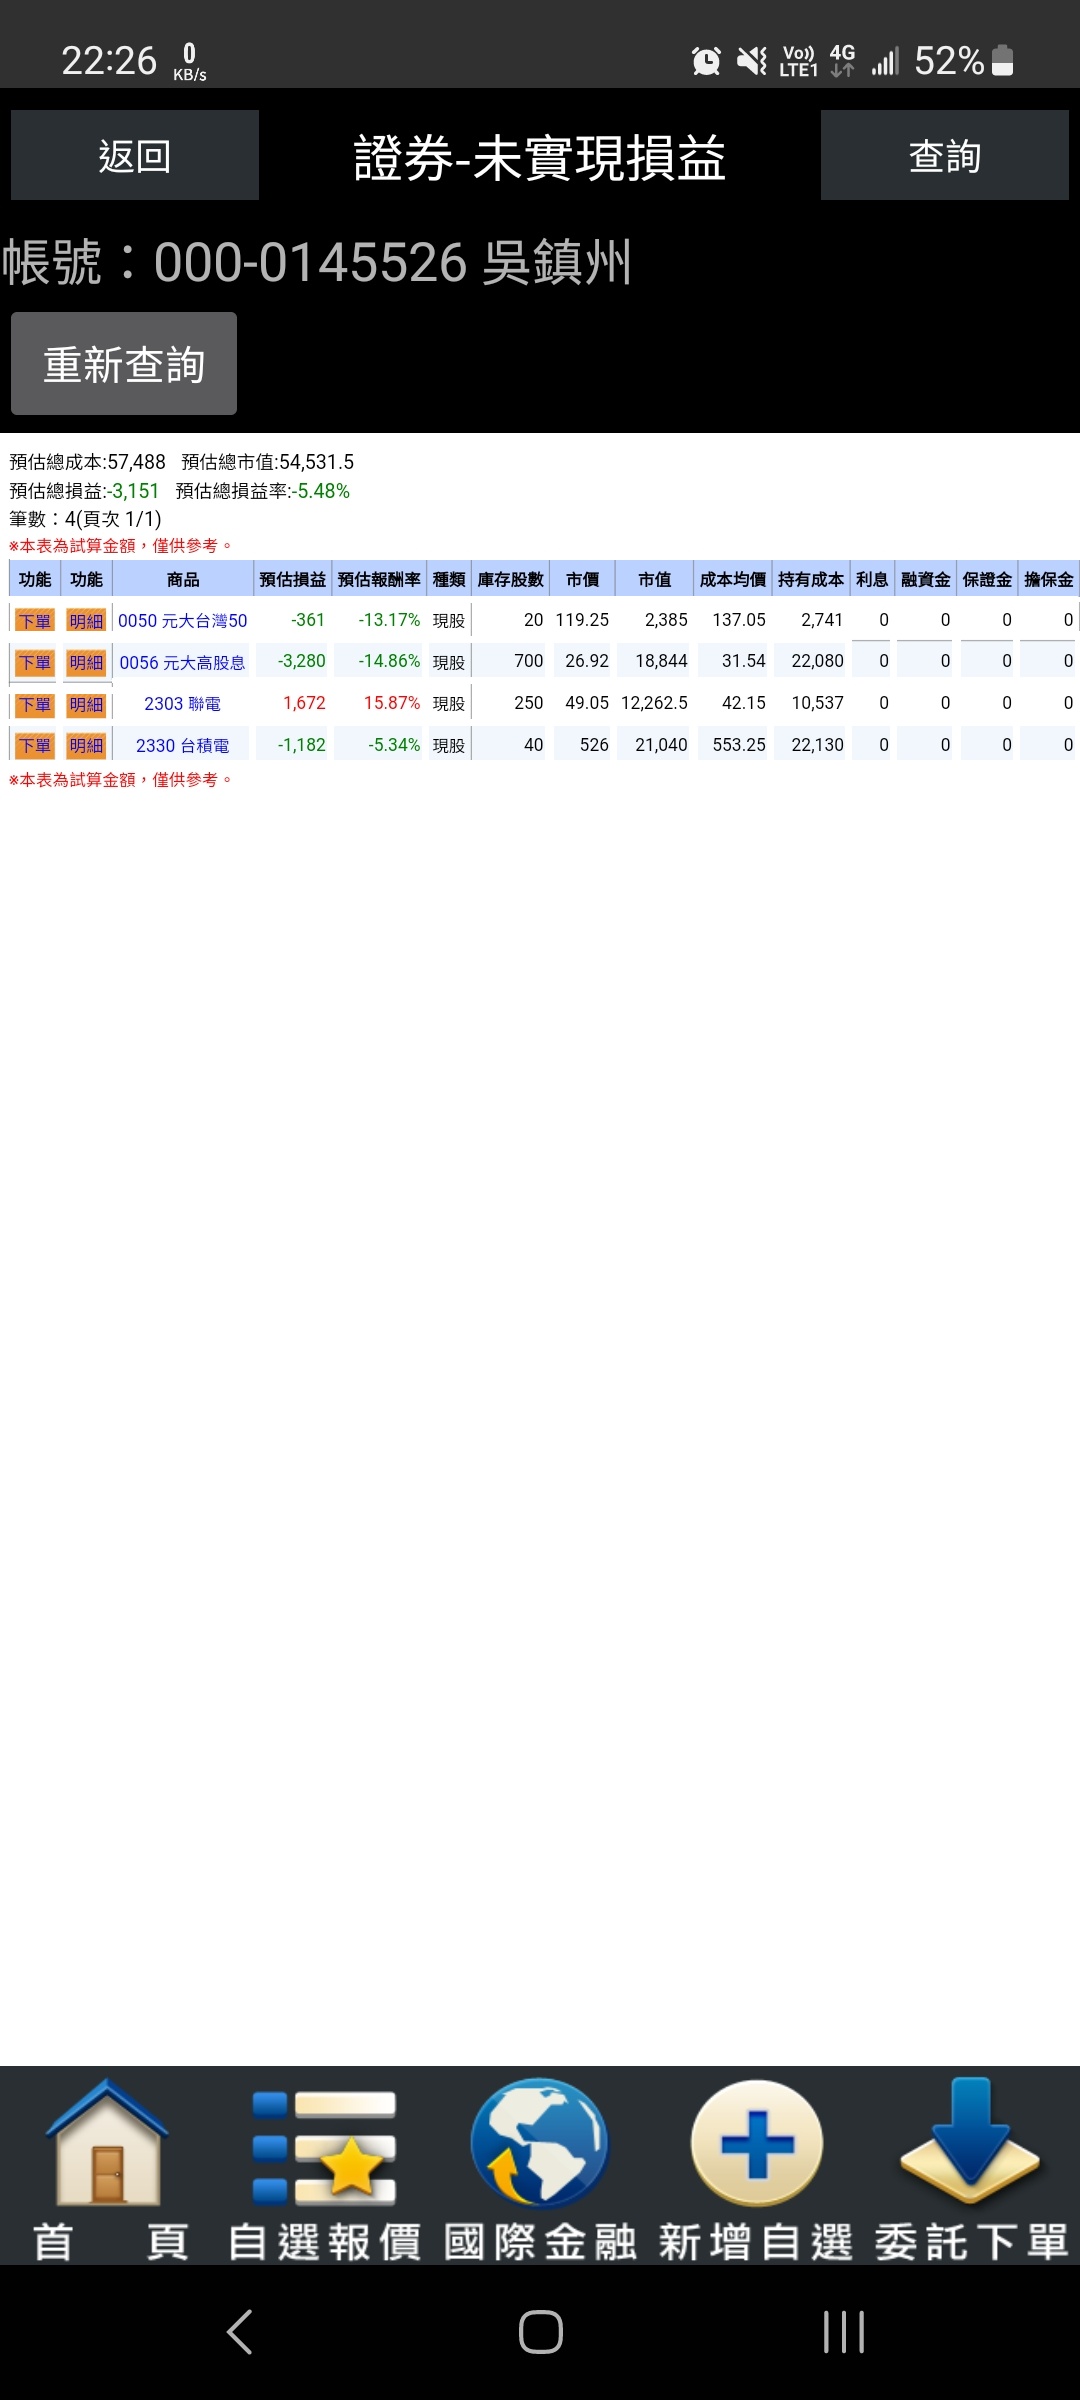 22:26 0 KB/s Vo)) LTE1 4G 52%
返回 證券-未實現損益 查詢
帳號：000-0145526 吳鎮州
重新查詢
預估總成本:57,488 預估總市值:54,531.5
預估總損益:-3,151 預估總損益率:-5.48%
筆數：4(頁次 1/1)
※本表為試算金額，僅供參考。
功能 功能 商品 預估損益 預估報酬率 種類 庫存股數 市價 市值 成本均價 持有成本 利息 融資金 保證金 擔保金
下單 明細 0050 元大台灣50 -361 -13.17% 現股 20 119.25 2,385 137.05 2,741 0 0 0 0
下單 明細 0056 元大高股息 -3,280 -14.86% 現股 700 26.92 18,844 31.54 22,080 0 0 0 0
下單 明細 2303 聯電 1,672 15.87% 現股 250 49.05 12,262.5 42.15 10,537 0 0 0 0
下單 明細 2330 台積電 -1,182 -5.34% 現股 40 526 21,040 553.25 22,130 0 0 0 0
※本表為試算金額，僅供參考。
首頁 自選報價 國際金融 新增自選 委託下單